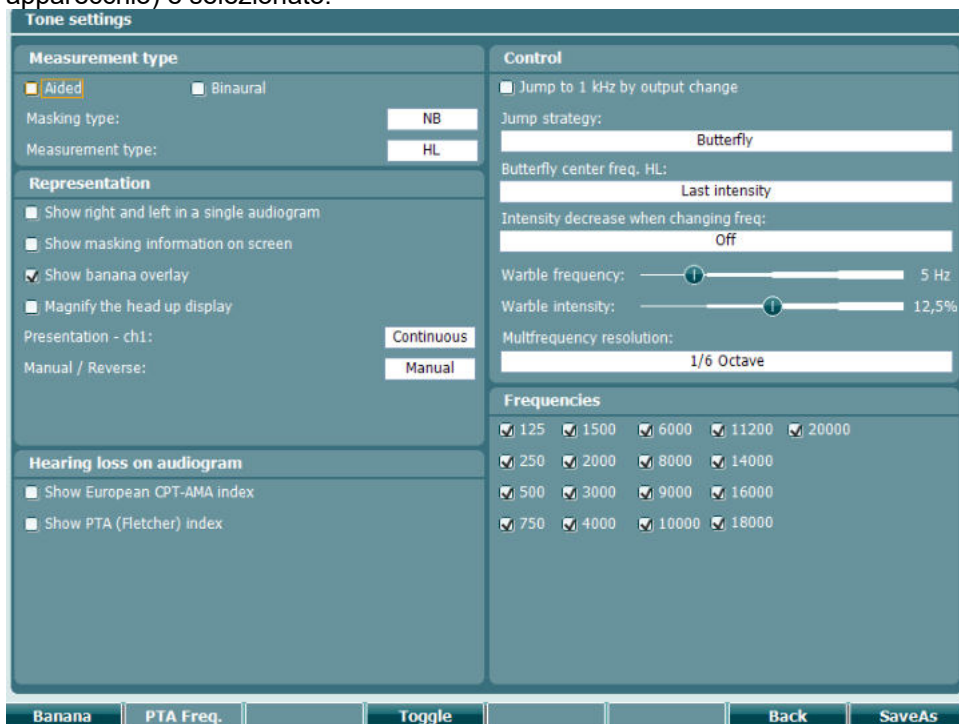 apparecchio) è selezionato.
Tone settings
Measurement type
Aided Binaural
Masking type: NB
Measurement type: HL
Representation
Show right and left in a single audiogram
Show masking information on screen
Show banana overlay
Magnify the head up display
Presentation - ch1: Continuous
Manual / Reverse: Manual
Hearing loss on audiogram
Show European CPT-AMA index
Show PTA (Fletcher) index
Control
Jump to 1 kHz by output change
Jump strategy:
Butterfly
Butterfly center freq. HL:
Last intensity
Intensity decrease when changing freq:
Off
Warble frequency: 5 Hz
Warble intensity: 12,5%
Multfrequency resolution:
1/6 Octave
Frequencies
125 1500 6000 11200 20000
250 2000 8000 14000
500 3000 9000 16000
750 4000 10000 18000
Banana PTA Freq. Toggle Back SaveAs